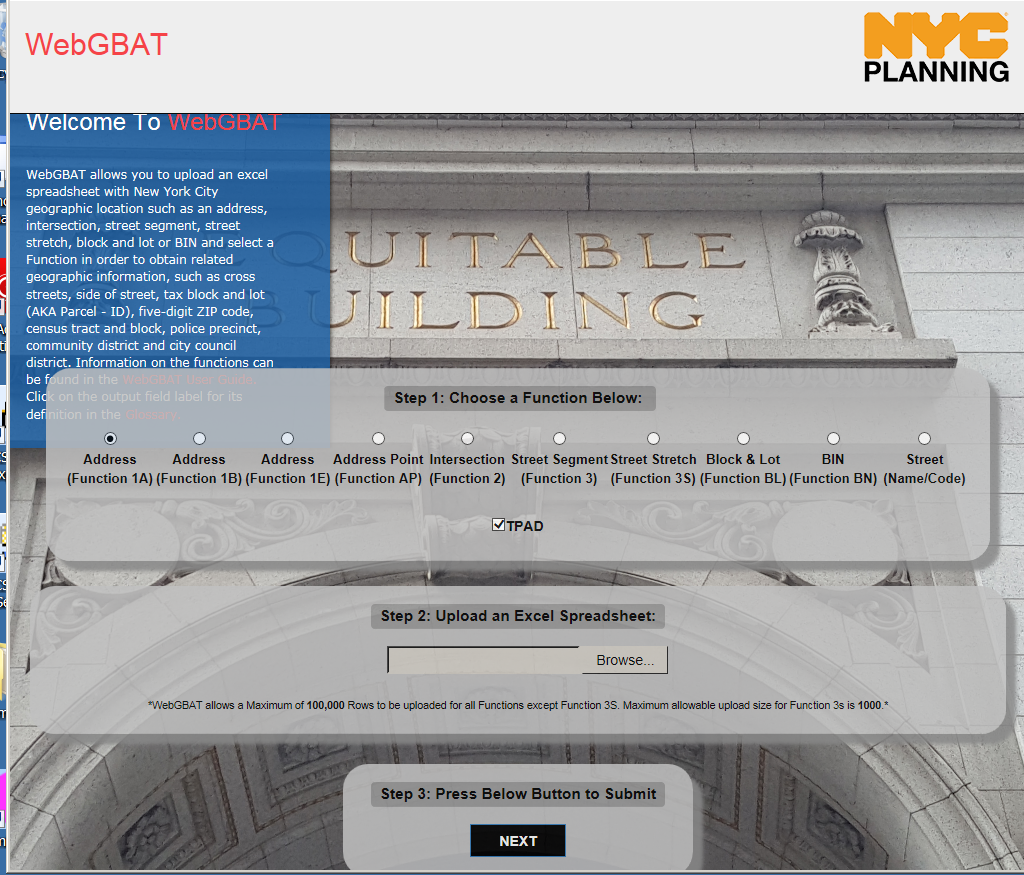 WebGBAT
NYC
PLANNING
Welcome To WebGBAT
WebGBAT allows you to upload an excel
spreadsheet with New York City
geographic location such as an address,
intersection, street segment, street
stretch, block and lot or BIN and select a
Function in order to obtain related
geographic information, such as cross
streets, side of street, tax block and lot
(AKA Parcel - ID), five-digit ZIP code,
census tract and block, police precinct,
community district and city council
district. Information on the functions can
be found in the WebGBAT User Guide.
Click on the output field label for its
definition in the Glossary.
EQUITABLE
BUILDING
Step 1: Choose a Function Below:
Address Address Address Address Point Intersection Street Segment Street Stretch Block & Lot BIN Street
(Function 1A) (Function 1B) (Function 1E) (Function AP) (Function 2) (Function 3) (Function 3S) (Function BL) (Function BN) (Name/Code)
TPAD
Step 2: Upload an Excel Spreadsheet:
Browse...
*WebGBAT allows a Maximum of 100,000 Rows to be uploaded for all Functions except Function 3S. Maximum allowable upload size for Function 3s is 1000.*
Step 3: Press Below Button to Submit
NEXT